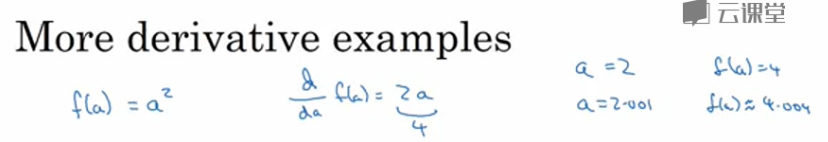 云课堂
More derivative examples
f(a) = a² d/da f(a) = 2a a = 2 f(a) = 4
4 a = 2.001 f(a) ≈ 4.004